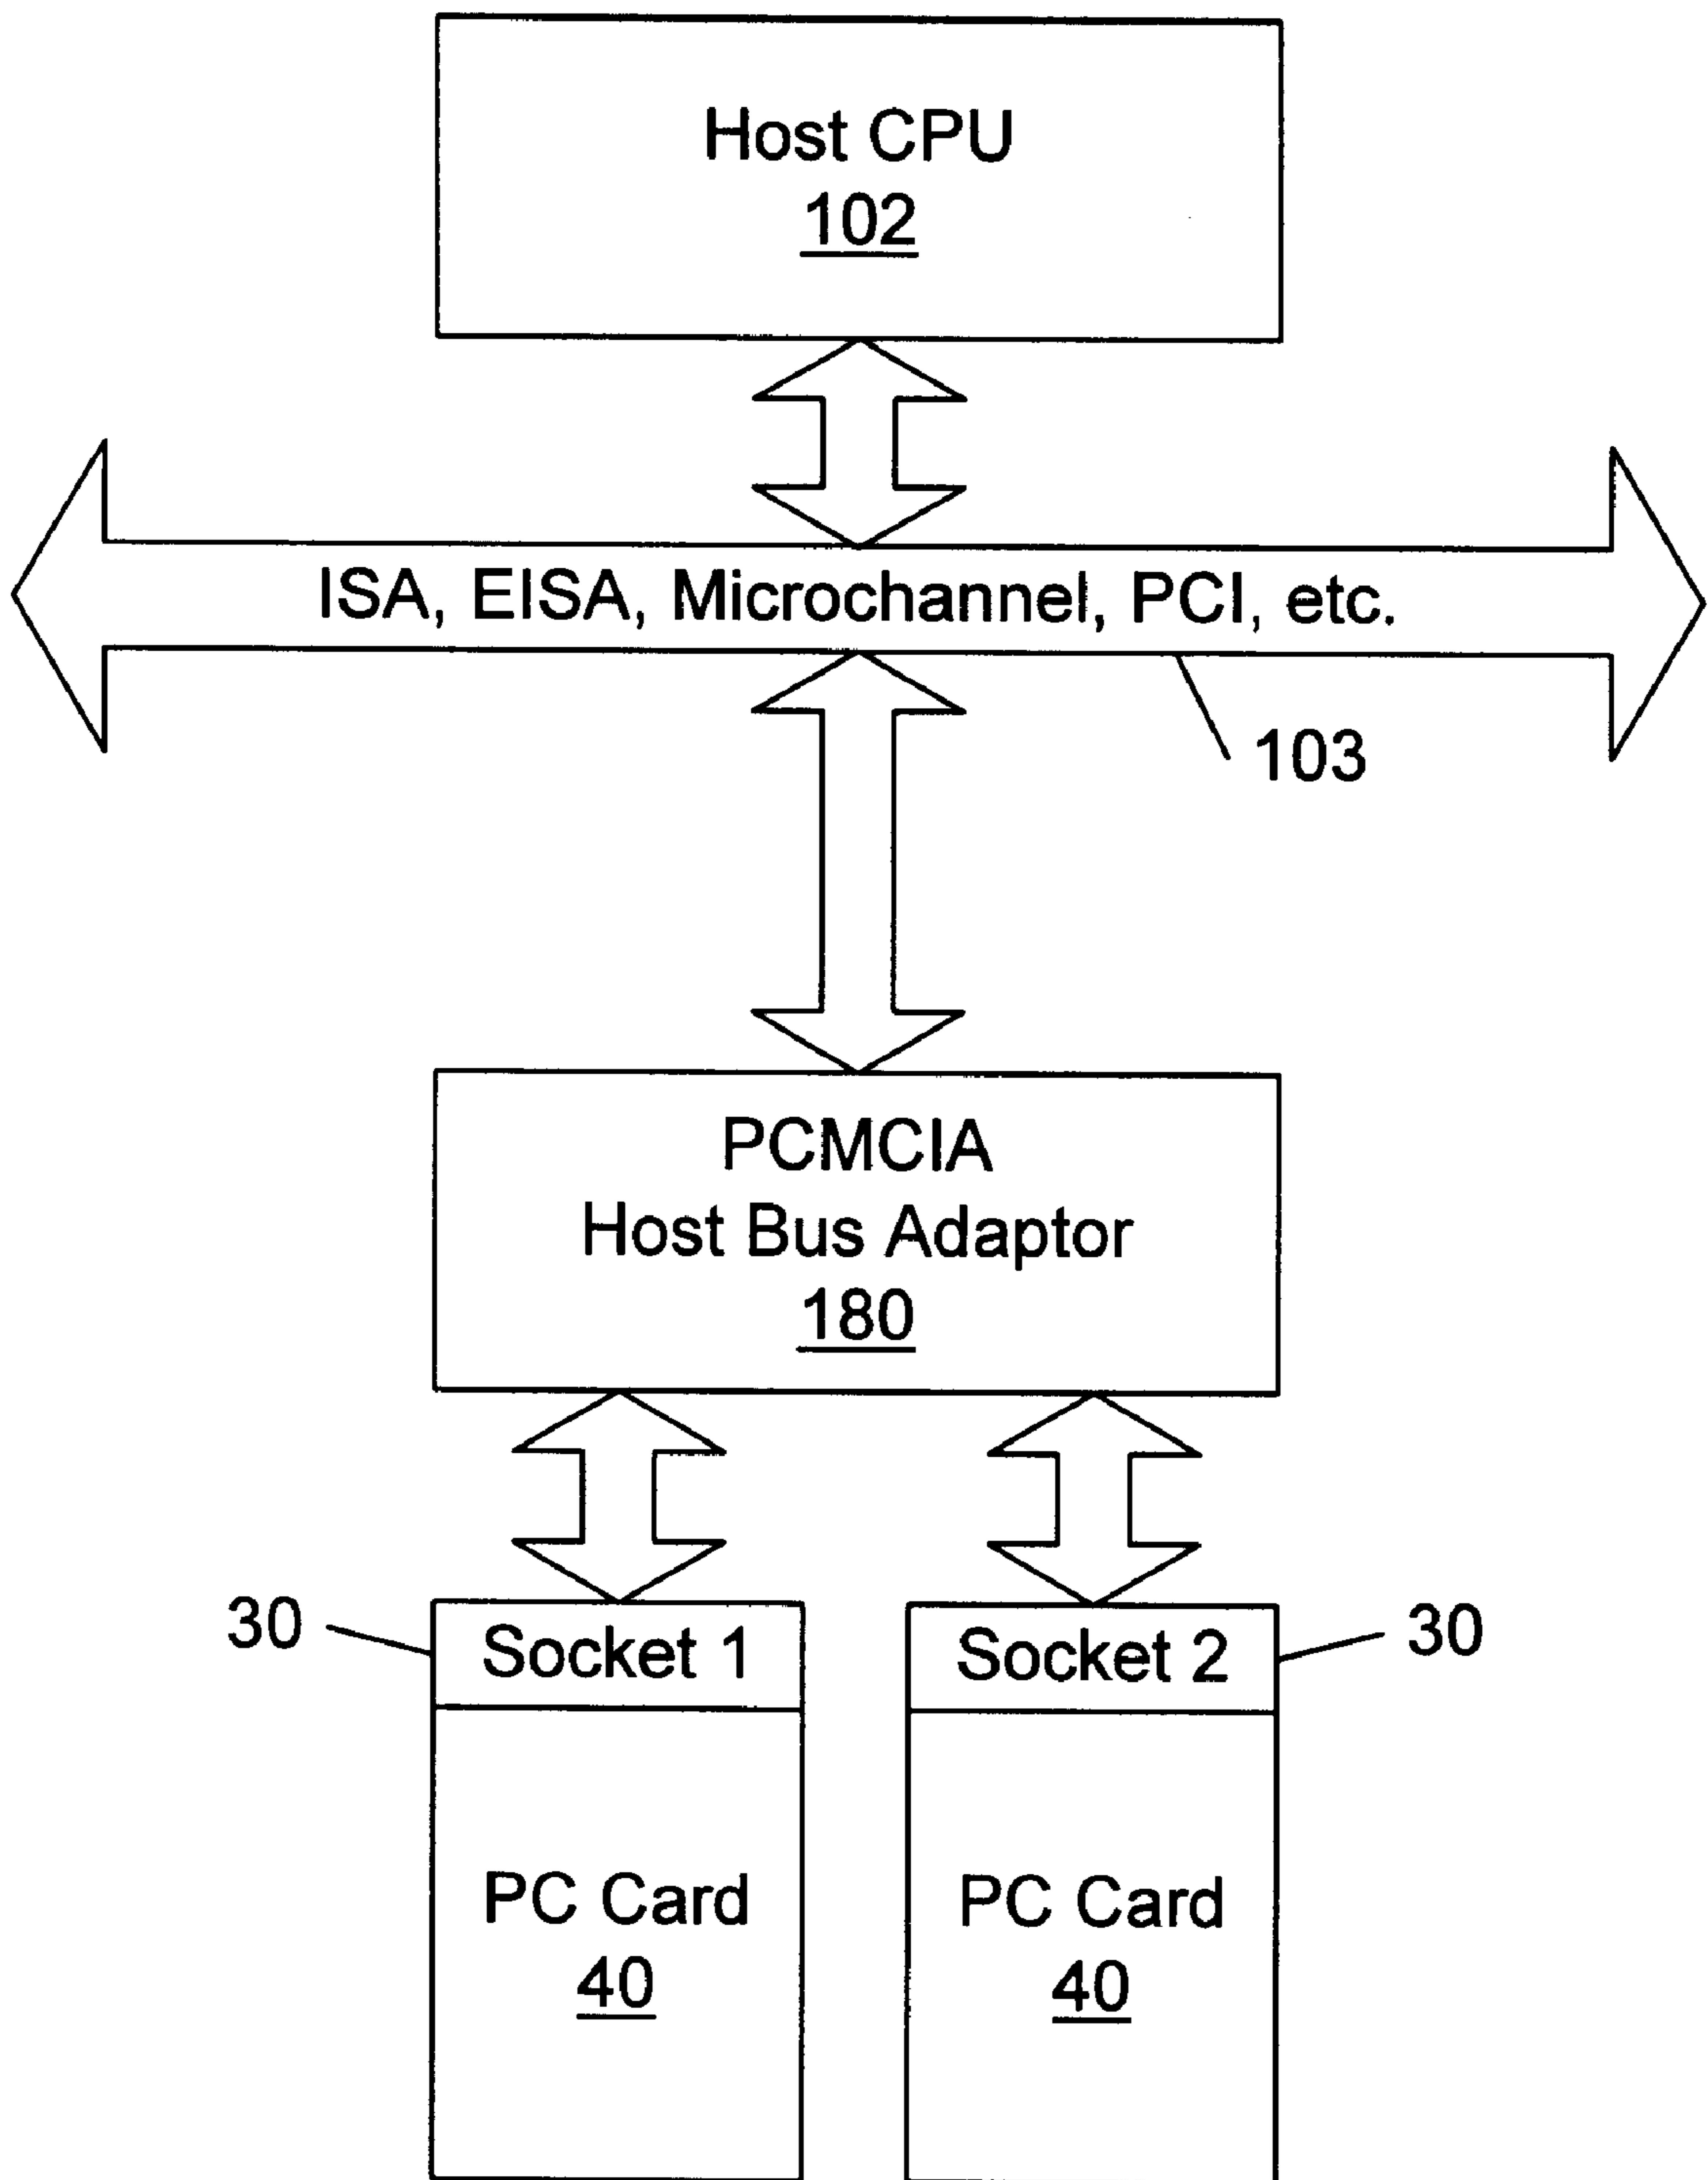 Host CPU
102
ISA, EISA, Microchannel, PCI, etc.
103
PCMCIA
Host Bus Adaptor
180
30
Socket 1
Socket 2
30
PC Card
40
PC Card
40